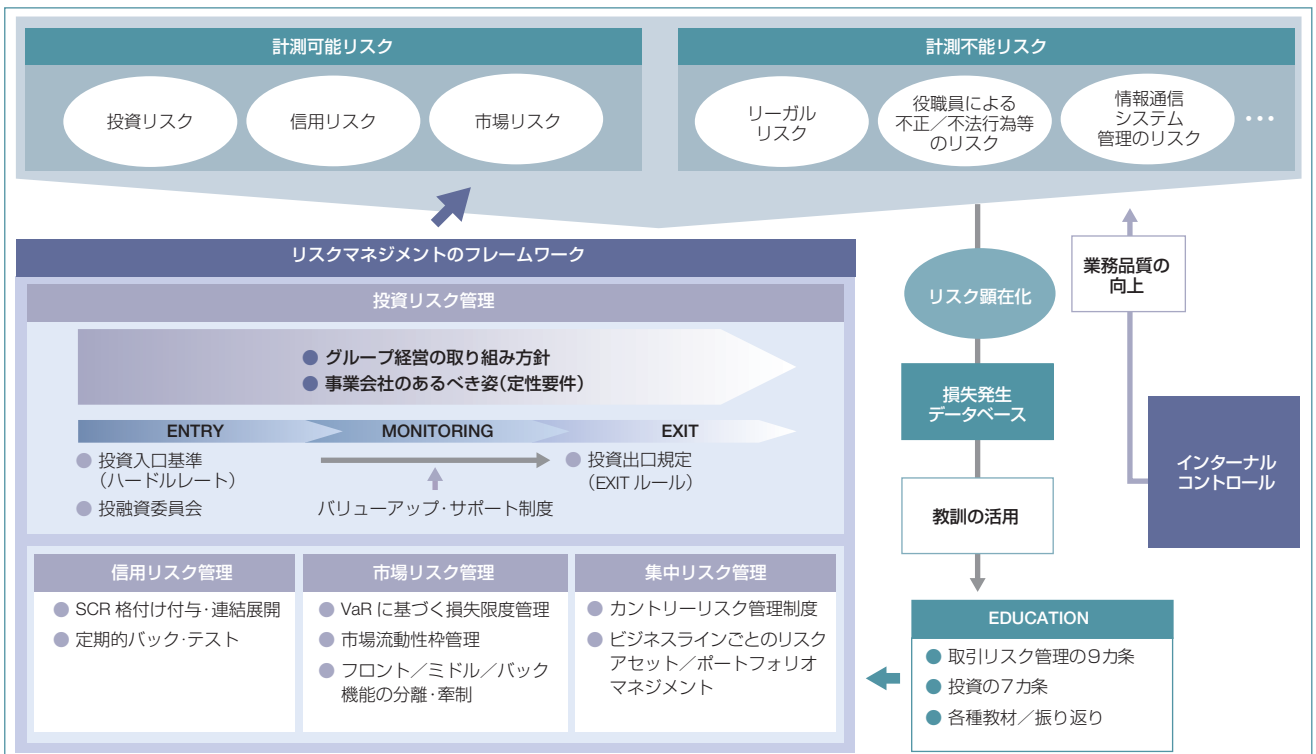 計測可能リスク
投資リスク
信用リスク
市場リスク
計測不能リスク
リーガル
リスク
役職員による
不正／不法行為等
のリスク
情報通信
システム
管理のリスク
…
リスクマネジメントのフレームワーク
投資リスク管理
● グループ経営の取り組み方針
● 事業会社のあるべき姿（定性要件）
ENTRY
MONITORING
EXIT
● 投資入口基準
（ハードルレート）
● 投融資委員会
バリューアップ・サポート制度
● 投資出口規定
（EXIT ルール）
信用リスク管理
● SCR 格付け付与・連結展開
● 定期的バック・テスト
市場リスク管理
● VaR に基づく損失限度管理
● 市場流動性枠管理
● フロント／ミドル／バック
機能の分離・牽制
集中リスク管理
● カントリーリスク管理制度
● ビジネスラインごとのリスク
アセット／ポートフォリオ
マネジメント
リスク顕在化
損失発生
データベース
教訓の活用
EDUCATION
● 取引リスク管理の9カ条
● 投資の7カ条
● 各種教材／振り返り
業務品質の
向上
インターナル
コントロール